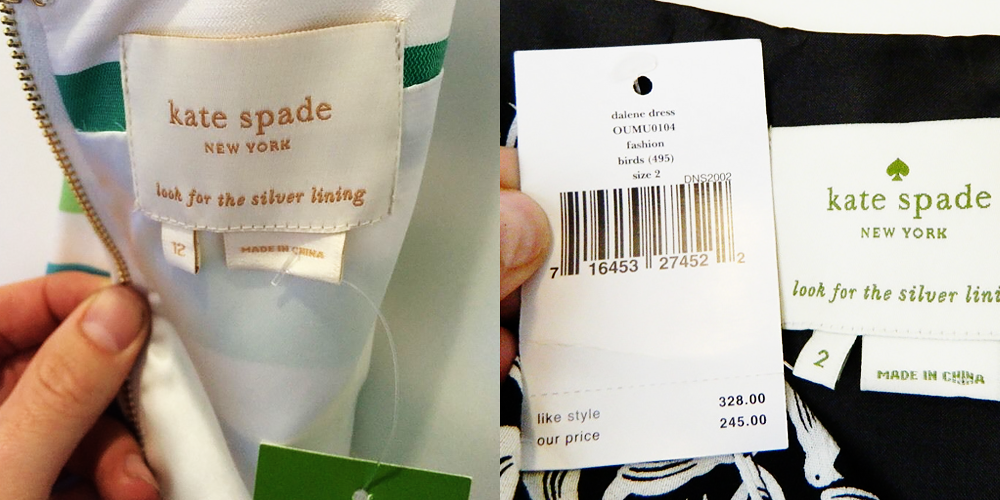 kate spade
NEW YORK
look for the silver lining
12
MADE IN CHINA
dalene dress
OUMU0104
fashion
birds (495)
size 2
DNS2002
7 16453 27452 2
like style 328.00
our price 245.00
kate spade
NEW YORK
look for the silver lini
2
MADE IN CHINA